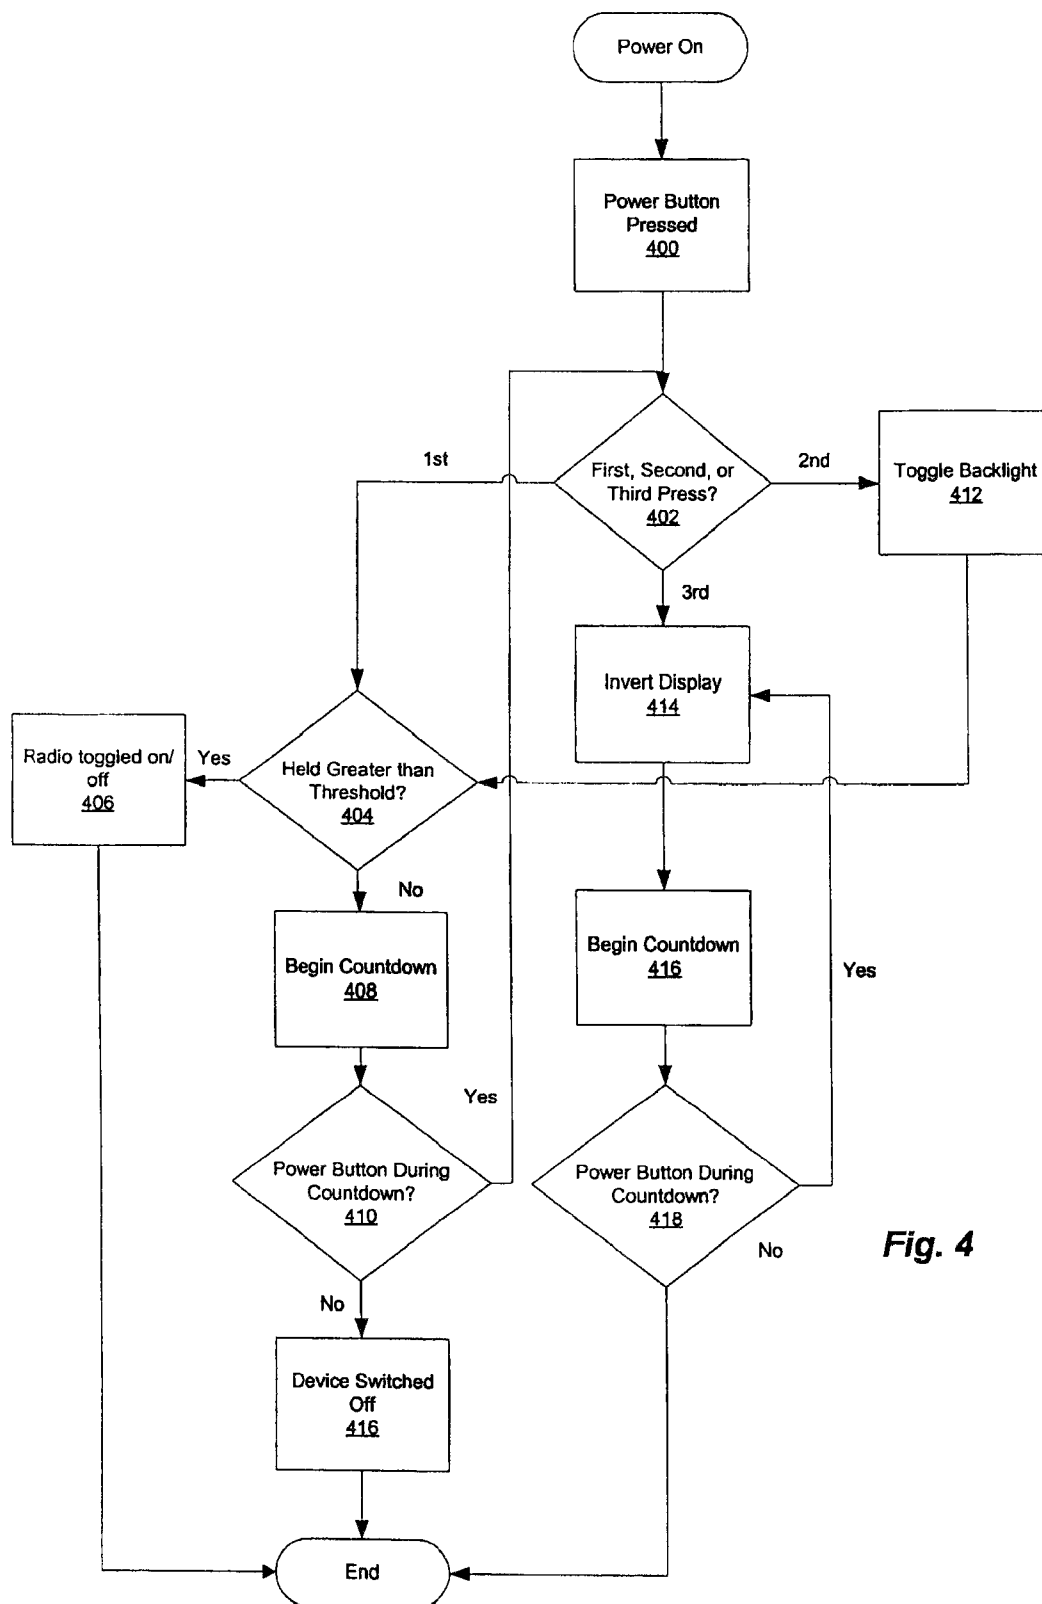 Power On
Power Button
Pressed
400
1st
First, Second, or
Third Press?
402
2nd
Toggle Backlight
412
3rd
Invert Display
414
Radio toggled on/
off
406
Yes
Held Greater than
Threshold?
404
No
Begin Countdown
408
Begin Countdown
416
Yes
Yes
Power Button During
Countdown?
410
Power Button During
Countdown?
418
No
Fig. 4
No
Device Switched
Off
416
End